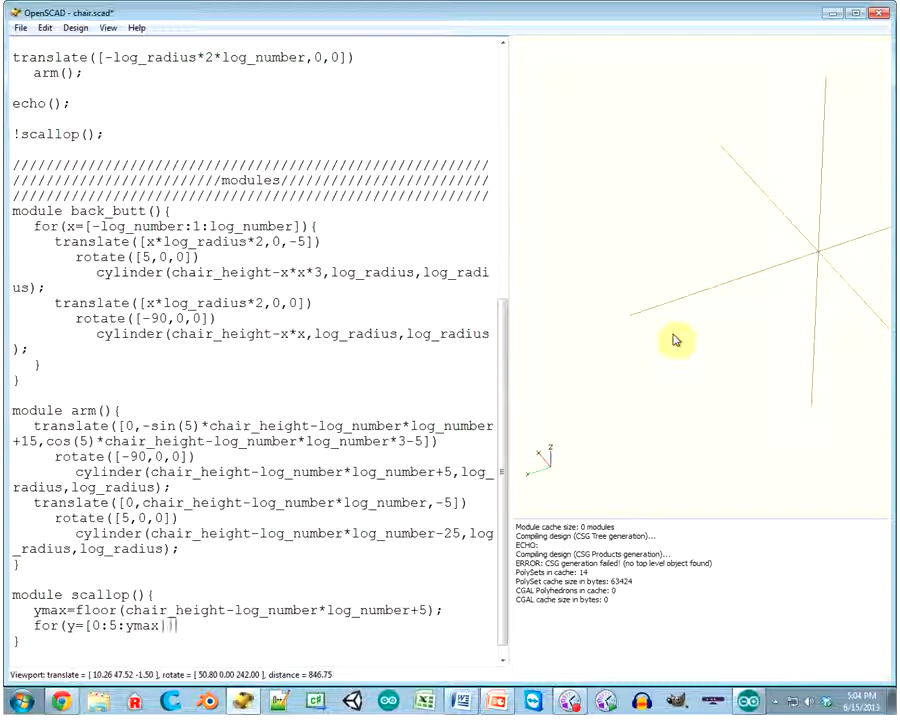 OpenSCAD - chair.scad*
File Edit Design View Help
translate([-log_radius*2*log_number,0,0])
arm();
echo();
!scallop();
/////////////////////////////////////////////////////////
/////////////////////////modules/////////////////////////
/////////////////////////////////////////////////////////
module back_butt(){
for(x=[-log_number:1:log_number]){
translate([x*log_radius*2,0,-5])
rotate([5,0,0])
cylinder(chair_height-x*x*3,log_radius,log_radi
us);
translate([x*log_radius*2,0,0])
rotate([-90,0,0])
cylinder(chair_height-x*x,log_radius,log_radius
);
}
}
module arm(){
translate([0,-sin(5)*chair_height-log_number*log_number
+15,cos(5)*chair_height-log_number*log_number*3-5])
rotate([-90,0,0])
cylinder(chair_height-log_number*log_number+5,log_
radius,log_radius);
translate([0,chair_height-log_number*log_number,-5])
rotate([5,0,0])
cylinder(chair_height-log_number*log_number-25,log
_radius,log_radius);
}
module scallop(){
ymax=floor(chair_height-log_number*log_number+5);
for(y=[0:5:ymax])
}
z
x
y
Module cache size: 0 modules
Compiling design (CSG Tree generation)...
ECHO:
Compiling design (CSG Products generation)...
ERROR: CSG generation failed! (no top level object found)
PolySets in cache: 14
PolySet cache size in bytes: 63424
CGAL Polyhedrons in cache: 0
CGAL cache size in bytes: 0
Viewport: translate = [ 10.26 47.52 -1.50 ], rotate = [ 50.80 0.00 242.00 ], distance = 846.75
5:04 PM
6/15/2013